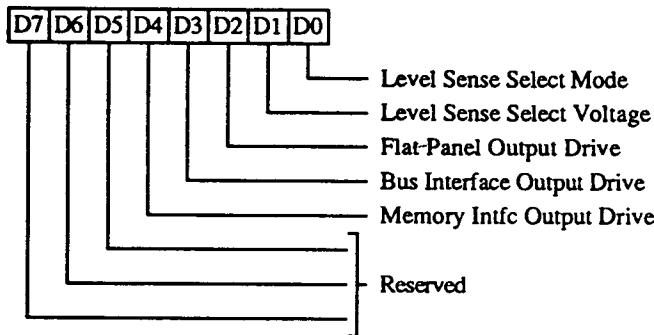 D7 D6 D5 D4 D3 D2 D1 D0
Level Sense Select Mode
Level Sense Select Voltage
Flat-Panel Output Drive
Bus Interface Output Drive
Memory Intfc Output Drive
Reserved